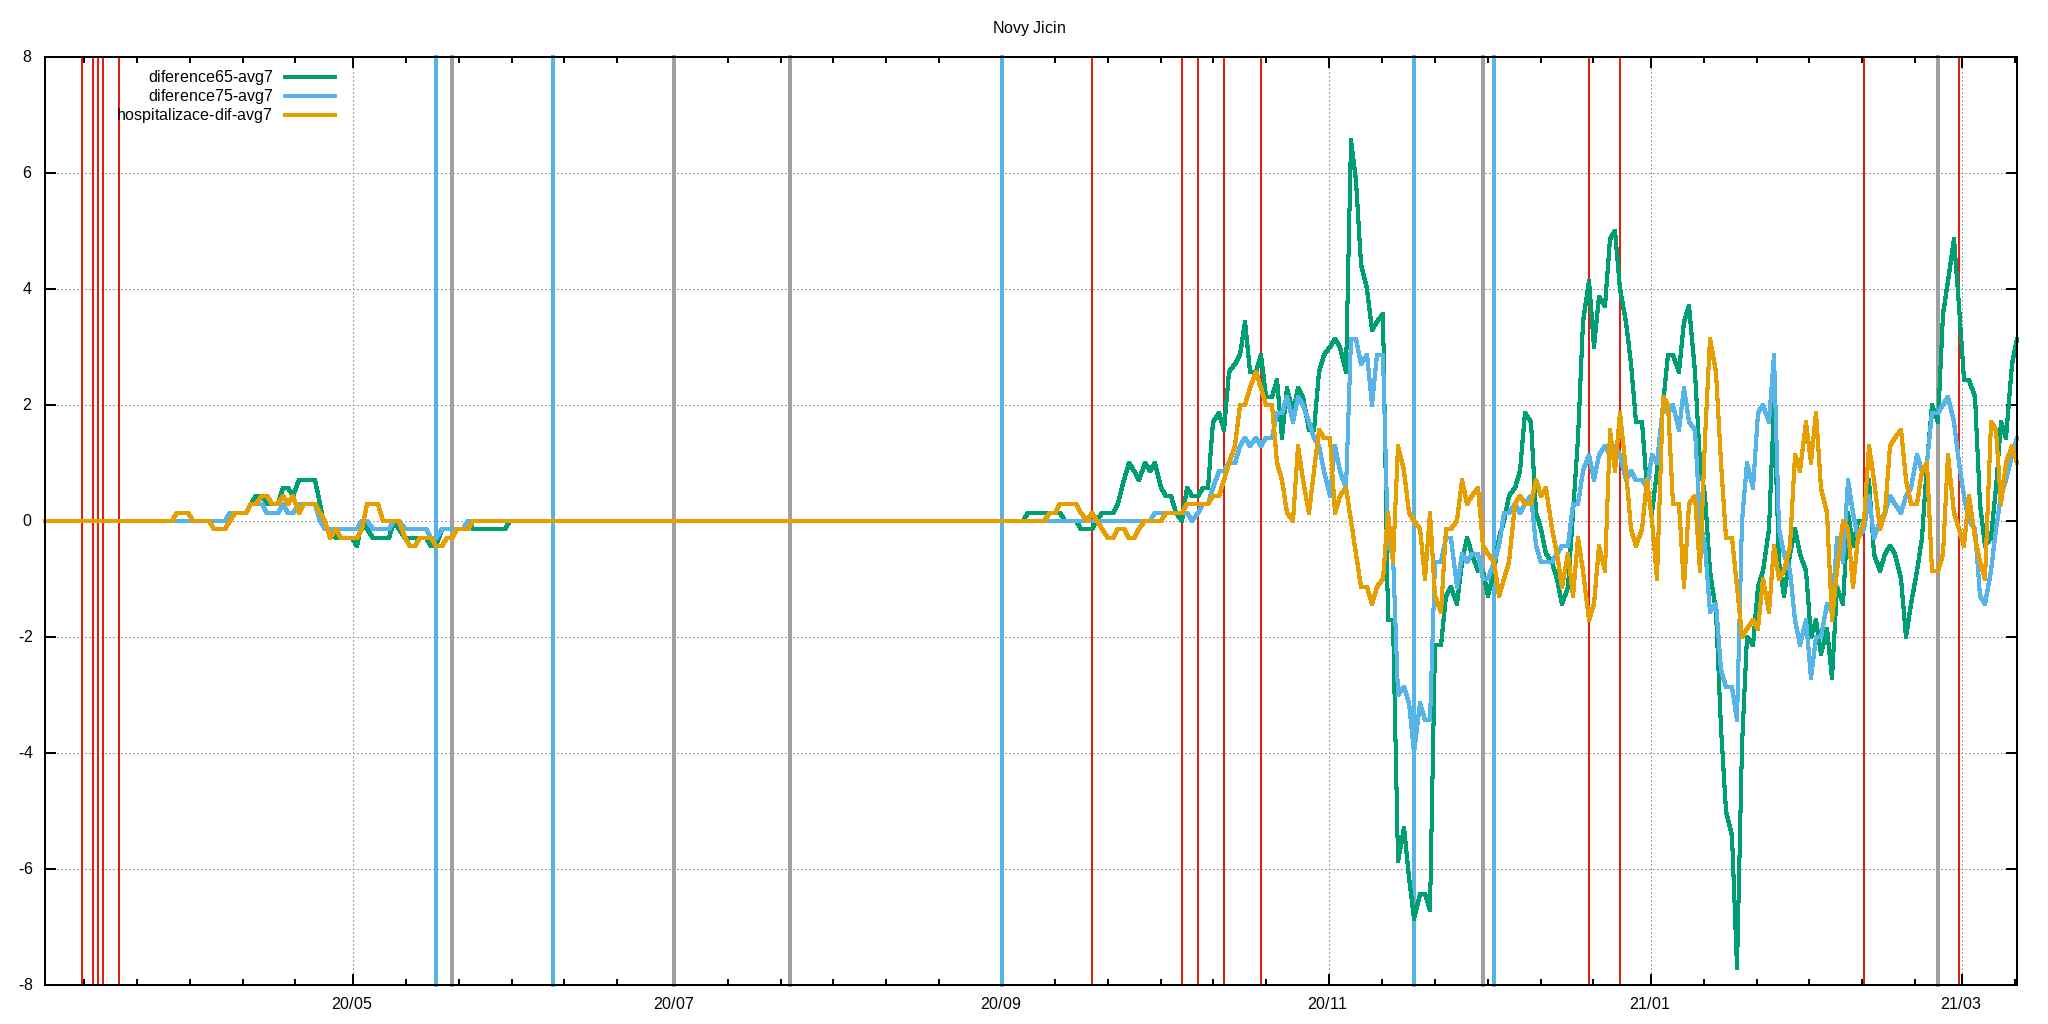 Novy Jicin
diference65-avg7
diference75-avg7
hospitalizace-dif-avg7
8
6
4
2
0
-2
-4
-6
-8
20/05 20/07 20/09 20/11 21/01 21/03